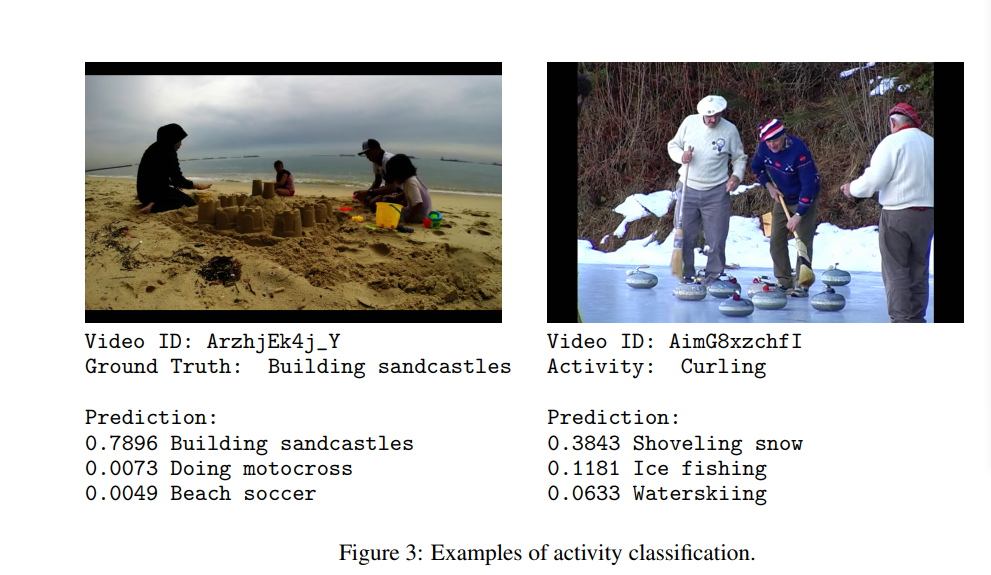 Video ID: ArzhjEk4j_Y
Ground Truth: Building sandcastles
Prediction:
0.7896 Building sandcastles
0.0073 Doing motocross
0.0049 Beach soccer
Video ID: AimG8xzchfI
Activity: Curling
Prediction:
0.3843 Shoveling snow
0.1181 Ice fishing
0.0633 Waterskiing
Figure 3: Examples of activity classification.